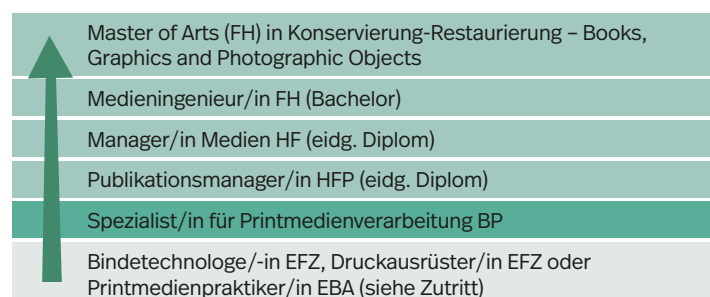 Master of Arts (FH) in Konservierung-Restaurierung – Books,
Graphics and Photographic Objects
Medieningenieur/in FH (Bachelor)
Manager/in Medien HF (eidg. Diplom)
Publikationsmanager/in HFP (eidg. Diplom)
Spezialist/in für Printmedienverarbeitung BP
Bindetechnologe/-in EFZ, Druckausrüster/in EFZ oder
Printmedienpraktiker/in EBA (siehe Zutritt)